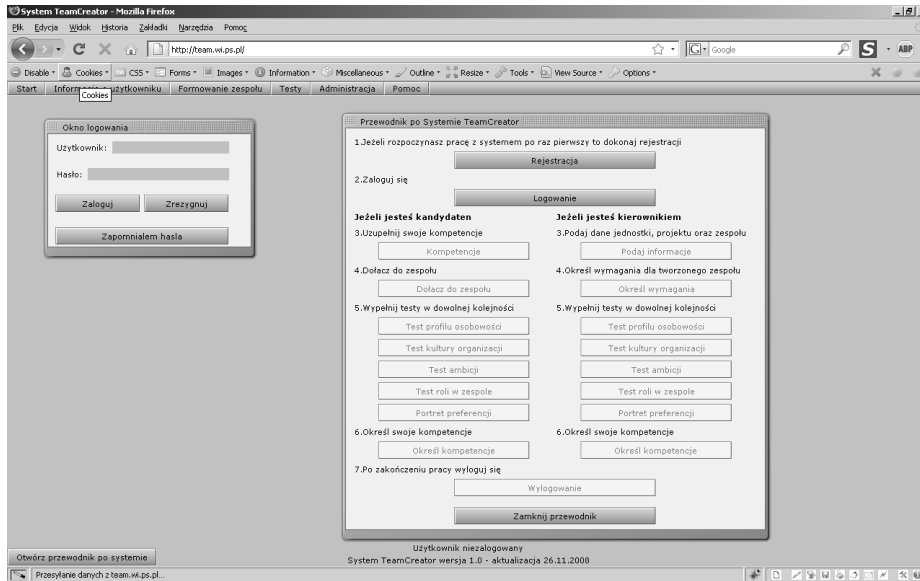 System TeamCreator - Mozilla Firefox
Plik Edycja Widok Historia Zakładki Narzędzia Pomoc
http://team.wi.ps.pl/ G Google S ABP
Disable Cookies CSS Forms Images Information Miscellaneous Outline Resize Tools View Source Options
Start Informacje o użytkowniku Formowanie zespołu Testy Administracja Pomoc
Cookies
Okno logowania
Użytkownik:
Hasło:
Zaloguj Zrezygnuj
Zapomnialem hasla
Przewodnik po Systemie TeamCreator
1.Jeżeli rozpoczynasz pracę z systemem po raz pierwszy to dokonaj rejestracji
Rejestracja
2.Zaloguj się
Logowanie
Jeżeli jesteś kandydaten Jeżeli jesteś kierownikiem
3.Uzupełnij swoje kompetencje 3.Podaj dane jednostki, projektu oraz zespołu
Kompetencje Podaj informacje
4.Dołacz do zespołu 4.Określ wymagania dla tworzonego zespołu
Dołacz do zespołu Określ wymagania
5.Wypełnij testy w dowolnej kolejności 5.Wypełnij testy w dowolnej kolejności
Test profilu osobowości Test profilu osobowości
Test kultury organizacji Test kultury organizacji
Test ambicji Test ambicji
Test roli w zespole Test roli w zespole
Portret preferencji Portret preferencji
6.Określ swoje kompetencje 6.Określ swoje kompetencje
Określ kompetencje Określ kompetencje
7.Po zakończeniu pracy wyloguj się
Wylogowanie
Zamknij przewodnik
Użytkownik niezalogowany
System TeamCreator wersja 1.0 - aktualizacja 26.11.2008
Otwórz przewodnik po systemie
Przesyłanie danych z team.wi.ps.pl...